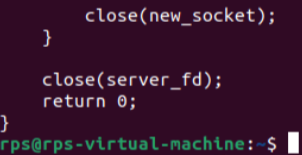 close(new_socket);
    }

    close(server_fd);
    return 0;
}
rps@rps-virtual-machine:~$